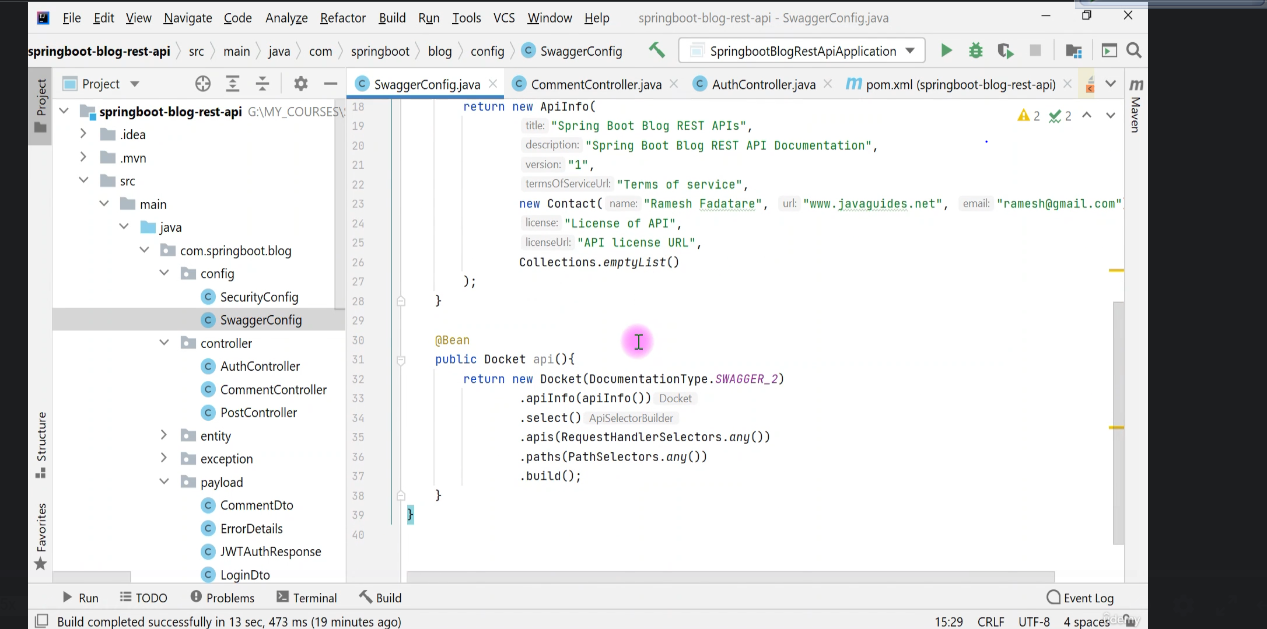 File Edit View Navigate Code Analyze Refactor Build Run Tools VCS Window Help springboot-blog-rest-api - SwaggerConfig.java
springboot-blog-rest-api src main java com springboot blog config SwaggerConfig SpringbootBlogRestApiApplication
Project
SwaggerConfig.java CommentController.java AuthController.java pom.xml (springboot-blog-rest-api)
Project
Structure
Favorites
Maven
springboot-blog-rest-api G:\MY_COURSES\
.idea
.mvn
src
main
java
com.springboot.blog
config
SecurityConfig
SwaggerConfig
controller
AuthController
CommentController
PostController
entity
exception
payload
CommentDto
ErrorDetails
JWTAuthResponse
LoginDto
2 2
18 return new ApiInfo(
19 title: "Spring Boot Blog REST APIs",
20 description: "Spring Boot Blog REST API Documentation",
21 version: "1",
22 termsOfServiceUrl: "Terms of service",
23 new Contact( name: "Ramesh Fadatare", url: "www.javaguides.net", email: "ramesh@gmail.com"
24 license: "License of API",
25 licenseUrl: "API license URL",
26 Collections.emptyList()
27 );
28 }
29
30 @Bean
31 public Docket api(){
32 return new Docket(DocumentationType.SWAGGER_2)
33 .apiInfo(apiInfo()) Docket
34 .select() ApiSelectorBuilder
35 .apis(RequestHandlerSelectors.any())
36 .paths(PathSelectors.any())
37 .build();
38 }
39 }
40
Run TODO Problems Terminal Build Event Log
Build completed successfully in 13 sec, 473 ms (19 minutes ago) 15:29 CRLF UTF-8 4 spaces